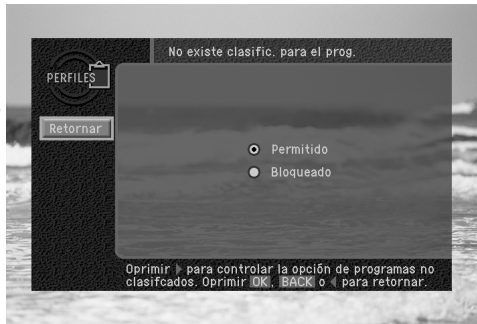 No existe clasific. para el prog.
PERFILES
Retornar
Permitido
Bloqueado
Oprimir ▶ para controlar la opción de programas no
clasifcados. Oprimir OK, BACK o ◀ para retornar.